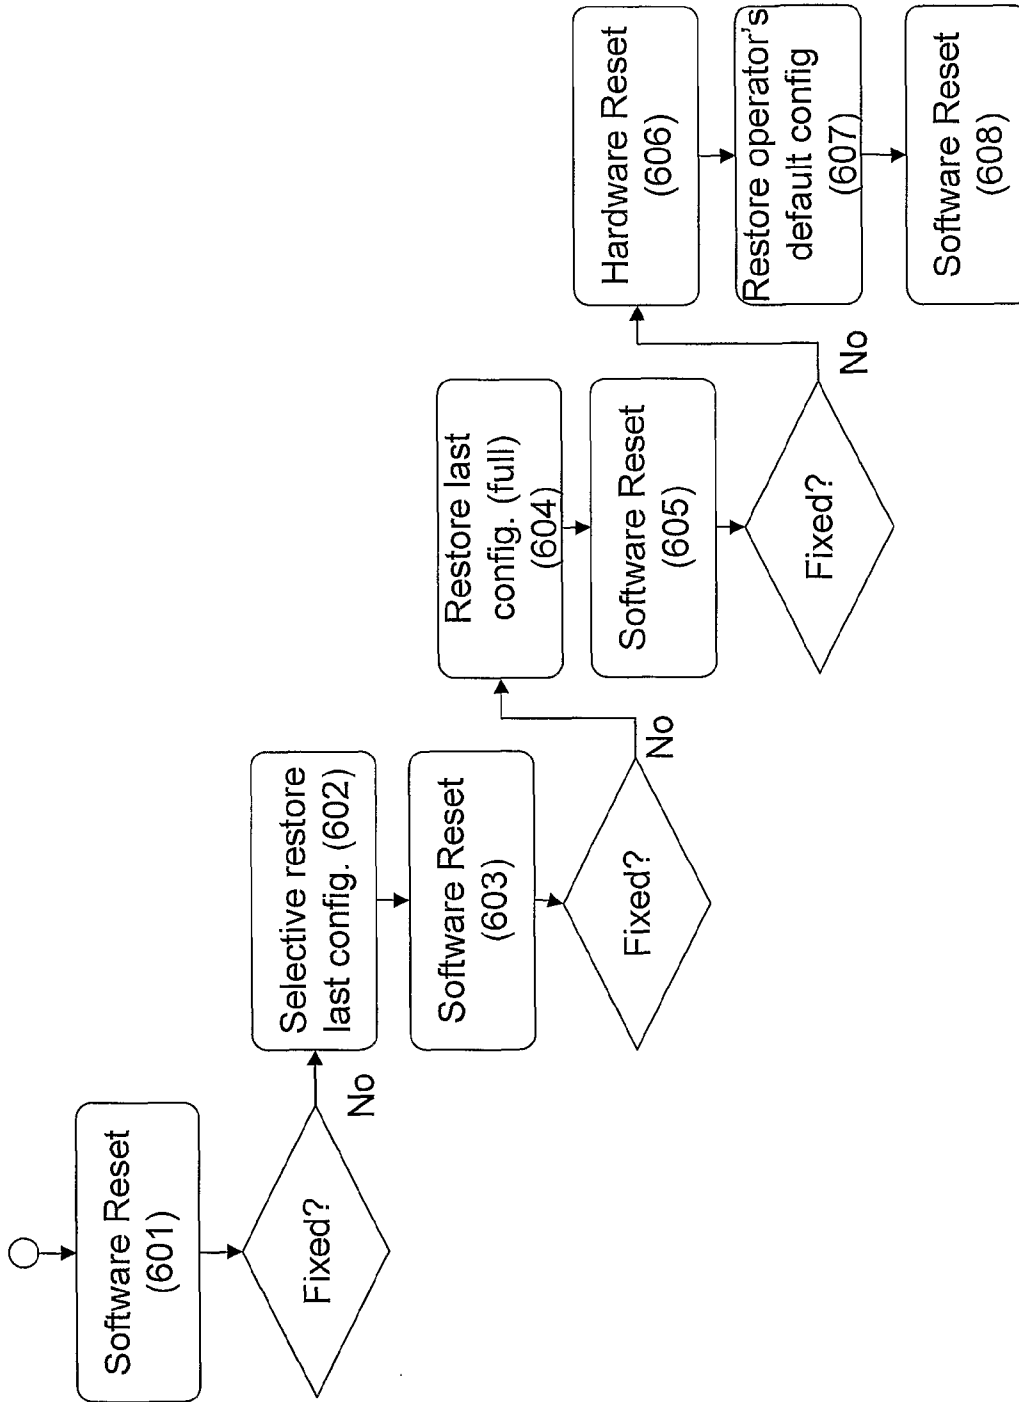 Software Reset
(601)
Fixed?
No
Selective restore
last config. (602)
Software Reset
(603)
Fixed?
No
Restore last
config. (full)
(604)
Software Reset
(605)
Fixed?
No
Hardware Reset
(606)
Restore operator's
default config
(607)
Software Reset
(608)